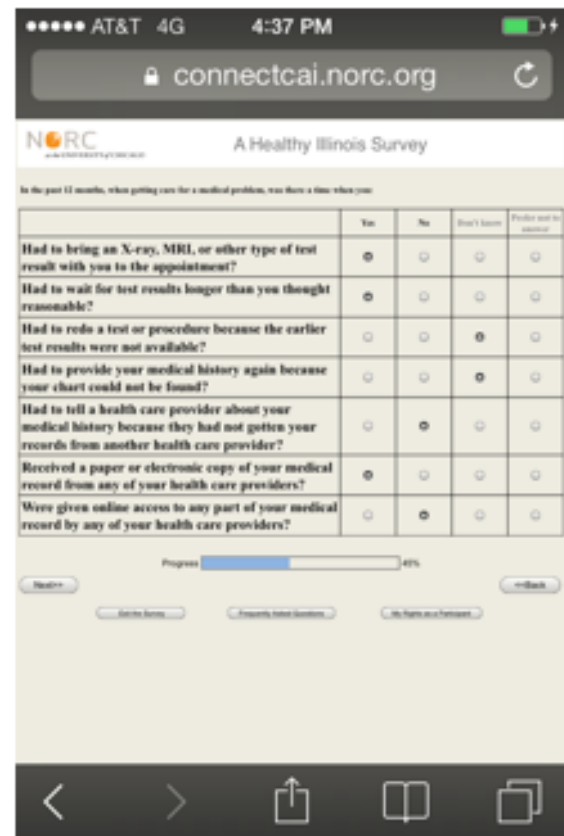 AT&T 4G 4:37 PM
connectcai.norc.org
NORC
at the UNIVERSITY of CHICAGO
A Healthy Illinois Survey
In the past 12 months, when getting care for a medical problem, was there a time when you:
Yes No Don't know Prefer not to
answer
Had to bring an X-ray, MRI, or other type of test
result with you to the appointment?
Had to wait for test results longer than you thought
reasonable?
Had to redo a test or procedure because the earlier
test results were not available?
Had to provide your medical history again because
your chart could not be found?
Had to tell a health care provider about your
medical history because they had not gotten your
records from another health care provider?
Received a paper or electronic copy of your medical
record from any of your health care providers?
Were given online access to any part of your medical
record by any of your health care providers?
Progress 45%
Next>> <<Back
Exit the Survey Frequently Asked Questions My Rights as a Participant